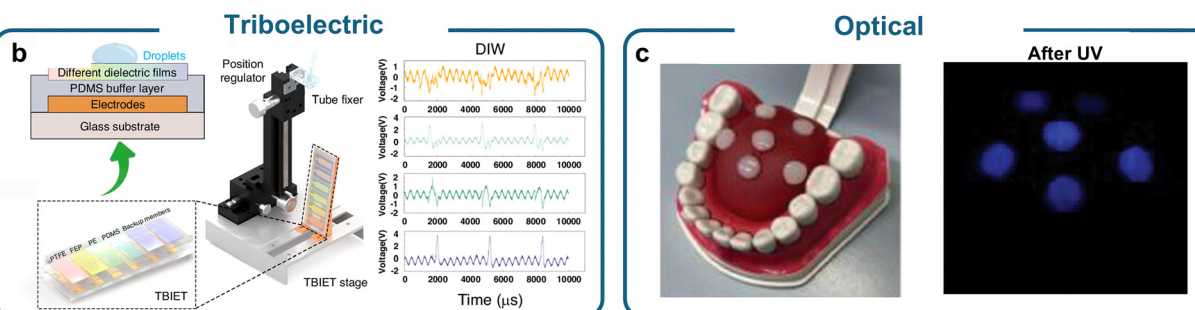 Triboelectric
b
Droplets
Different dielectric films
PDMS buffer layer
Electrodes
Glass substrate
Position
regulator
Tube fixer
PTFE FEP PE PDMS Backup members
TBIET
TBIET stage
DIW
Voltage(V)
1
0
-1
-2
0 2000 4000 6000 8000 10000
Voltage(V)
4
2
0
-2
0 2000 4000 6000 8000 10000
Voltage(V)
2
1
0
-1
-2
0 2000 4000 6000 8000 10000
Voltage(V)
4
2
0
-2
0 2000 4000 6000 8000 10000
Time (μs)
Optical
c
After UV